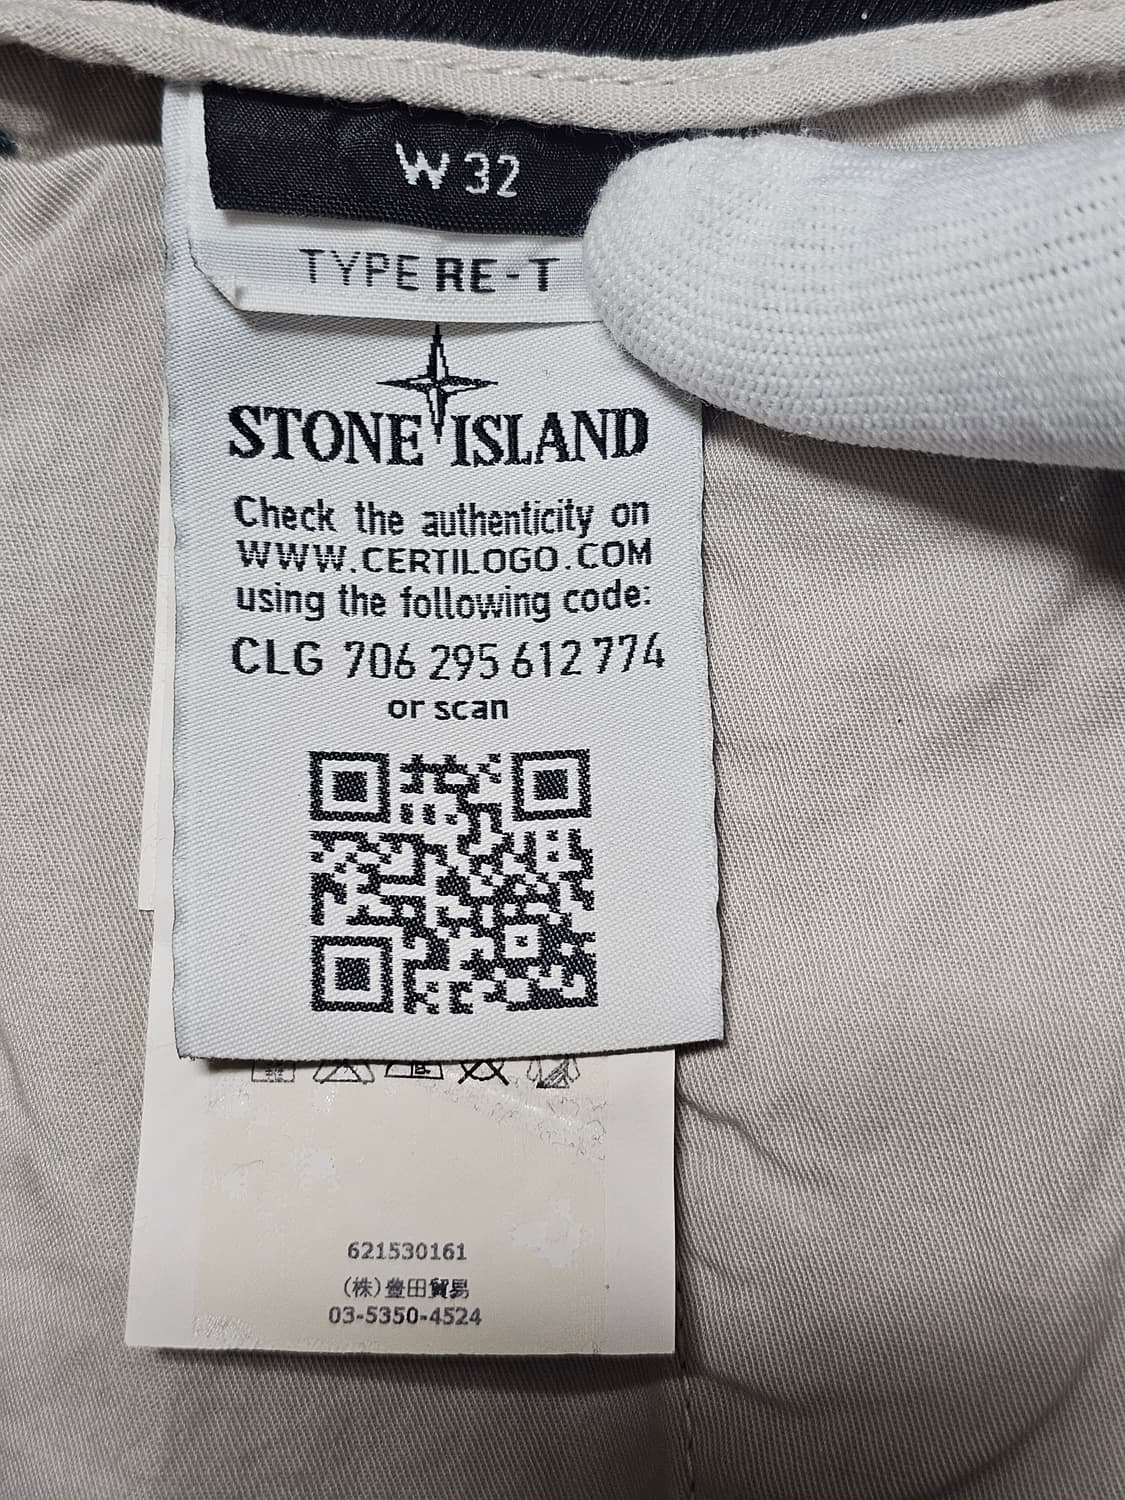 W 32
TYPE RE-T
STONE ISLAND
Check the authenticity on
WWW.CERTILOGO.COM
using the following code:
CLG 706 295 612 774
or scan
621530161
(株)豊田貿易
03-5350-4524